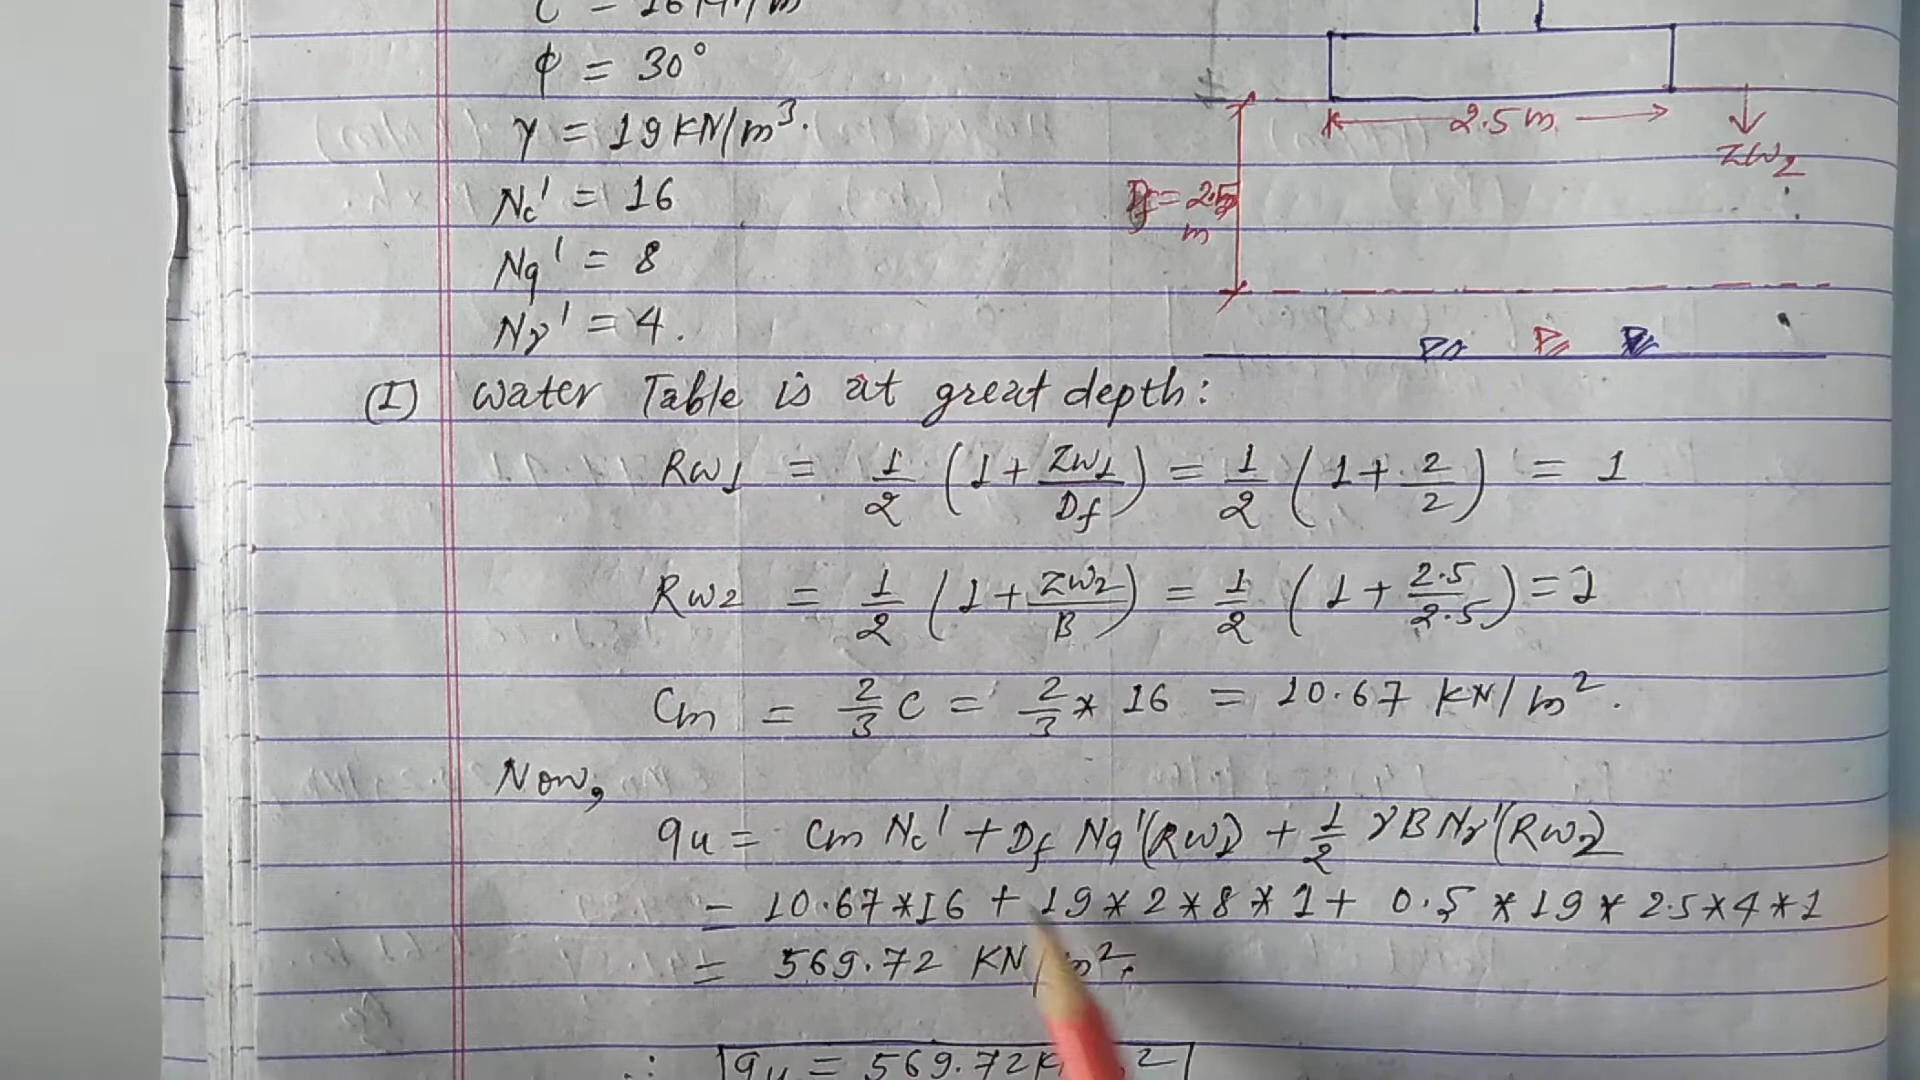 ϕ = 30°
γ = 19 KN/m³.
Nc' = 16
Nq' = 8
Nγ' = 4.
2.5 m
Zw2
Df = 2.5
m
(I) Water Table is at great depth:
Rw1 = 1/2 (1 + Zw1/Df) = 1/2 (1 + 2/2) = 1
Rw2 = 1/2 (1 + Zw2/B) = 1/2 (1 + 2.5/2.5) = 1
Cm = 2/3 C = 2/3 * 16 = 10.67 KN/m².
Now,
qu = Cm Nc' + Df Nq' (Rw1) + 1/2 γ B Nγ' (Rw2)
= 10.67*16 + 19*2*8*1 + 0.5*19*2.5*4*1
= 569.72 KN/m².
∴ qu = 569.72 K 2